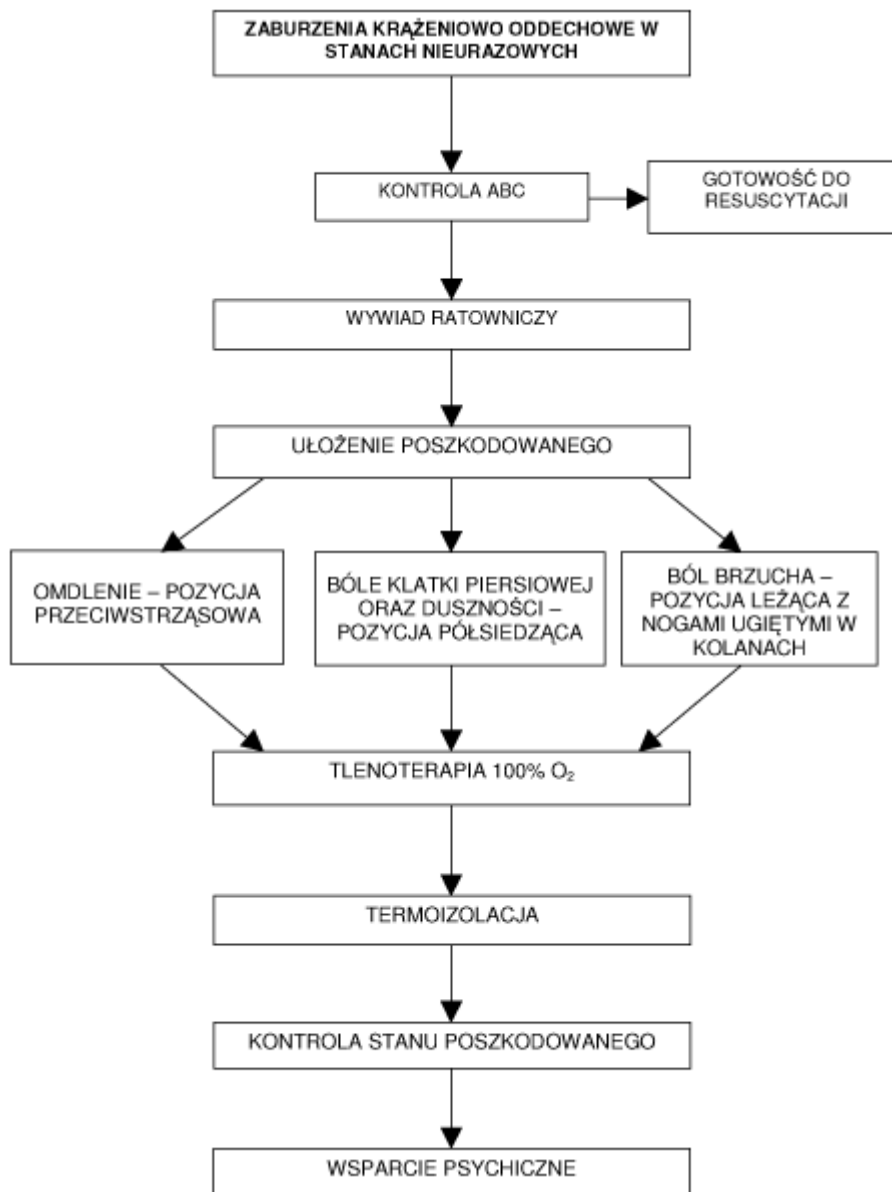 ZABURZENIA KRĄŻENIOWO ODDECHOWE W
STANACH NIEURAZOWYCH
KONTROLA ABC
GOTOWOŚĆ DO
RESUSCYTACJI
WYWIAD RATOWNICZY
UŁOŻENIE POSZKODOWANEGO
OMDLENIE – POZYCJA
PRZECIWSTRZĄSOWA
BÓLE KLATKI PIERSIOWEJ
ORAZ DUSZNOŚCI –
POZYCJA PÓŁSIEDZĄCA
BÓL BRZUCHA –
POZYCJA LEŻĄCA Z
NOGAMI UGIĘTYMI W
KOLANACH
TLENOTERAPIA 100% O₂
TERMOIZOLACJA
KONTROLA STANU POSZKODOWANEGO
WSPARCIE PSYCHICZNE